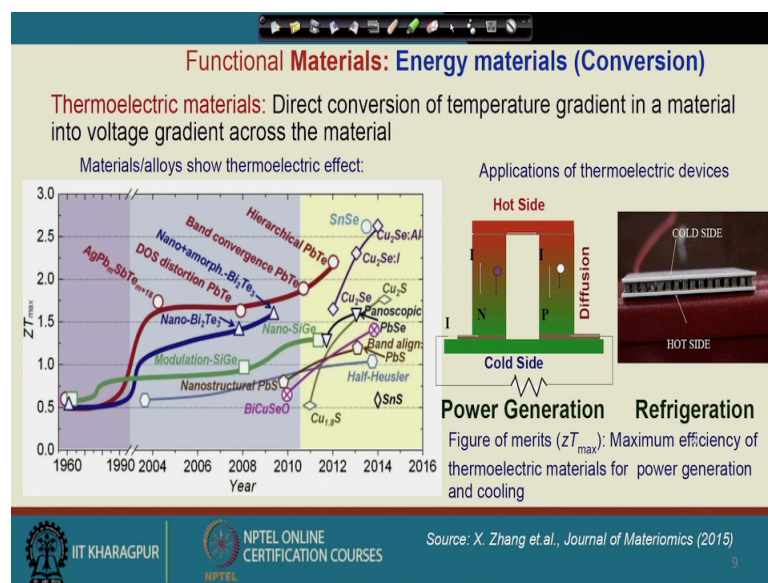 Functional Materials: Energy materials (Conversion)
Thermoelectric materials: Direct conversion of temperature gradient in a material
into voltage gradient across the material
Materials/alloys show thermoelectric effect:
3.0
2.5
2.0
1.5
1.0
0.5
0.0
ZTmax
1960
1990
2004
2006
2008
2010
2012
2014
2016
Year
AgPbmSbTem+18
DOS distortion PbTe
Band convergence PbTe
Hierarchical PbTe
Nano+amorph.-Bi2Te3
Nano-Bi2Te3
Nano-SiGe
Modulation-SiGe
Nanostructural PbS
BiCuSeO
SnSe
Cu2Se:Al
Cu2Se:I
Cu2Se
Cu2S
Panoscopic
PbSe
Band align:
PbS
Half-Heusler
Cu1.8S
SnS
Applications of thermoelectric devices
Hot Side
I
I
N
P
I
Diffusion
Cold Side
COLD SIDE
HOT SIDE
Power Generation
Refrigeration
Figure of merits (zTmax): Maximum efficiency of
thermoelectric materials for power generation
and cooling
IIT KHARAGPUR
NPTEL
NPTEL ONLINE
CERTIFICATION COURSES
Source: X. Zhang et.al., Journal of Materiomics (2015)
9